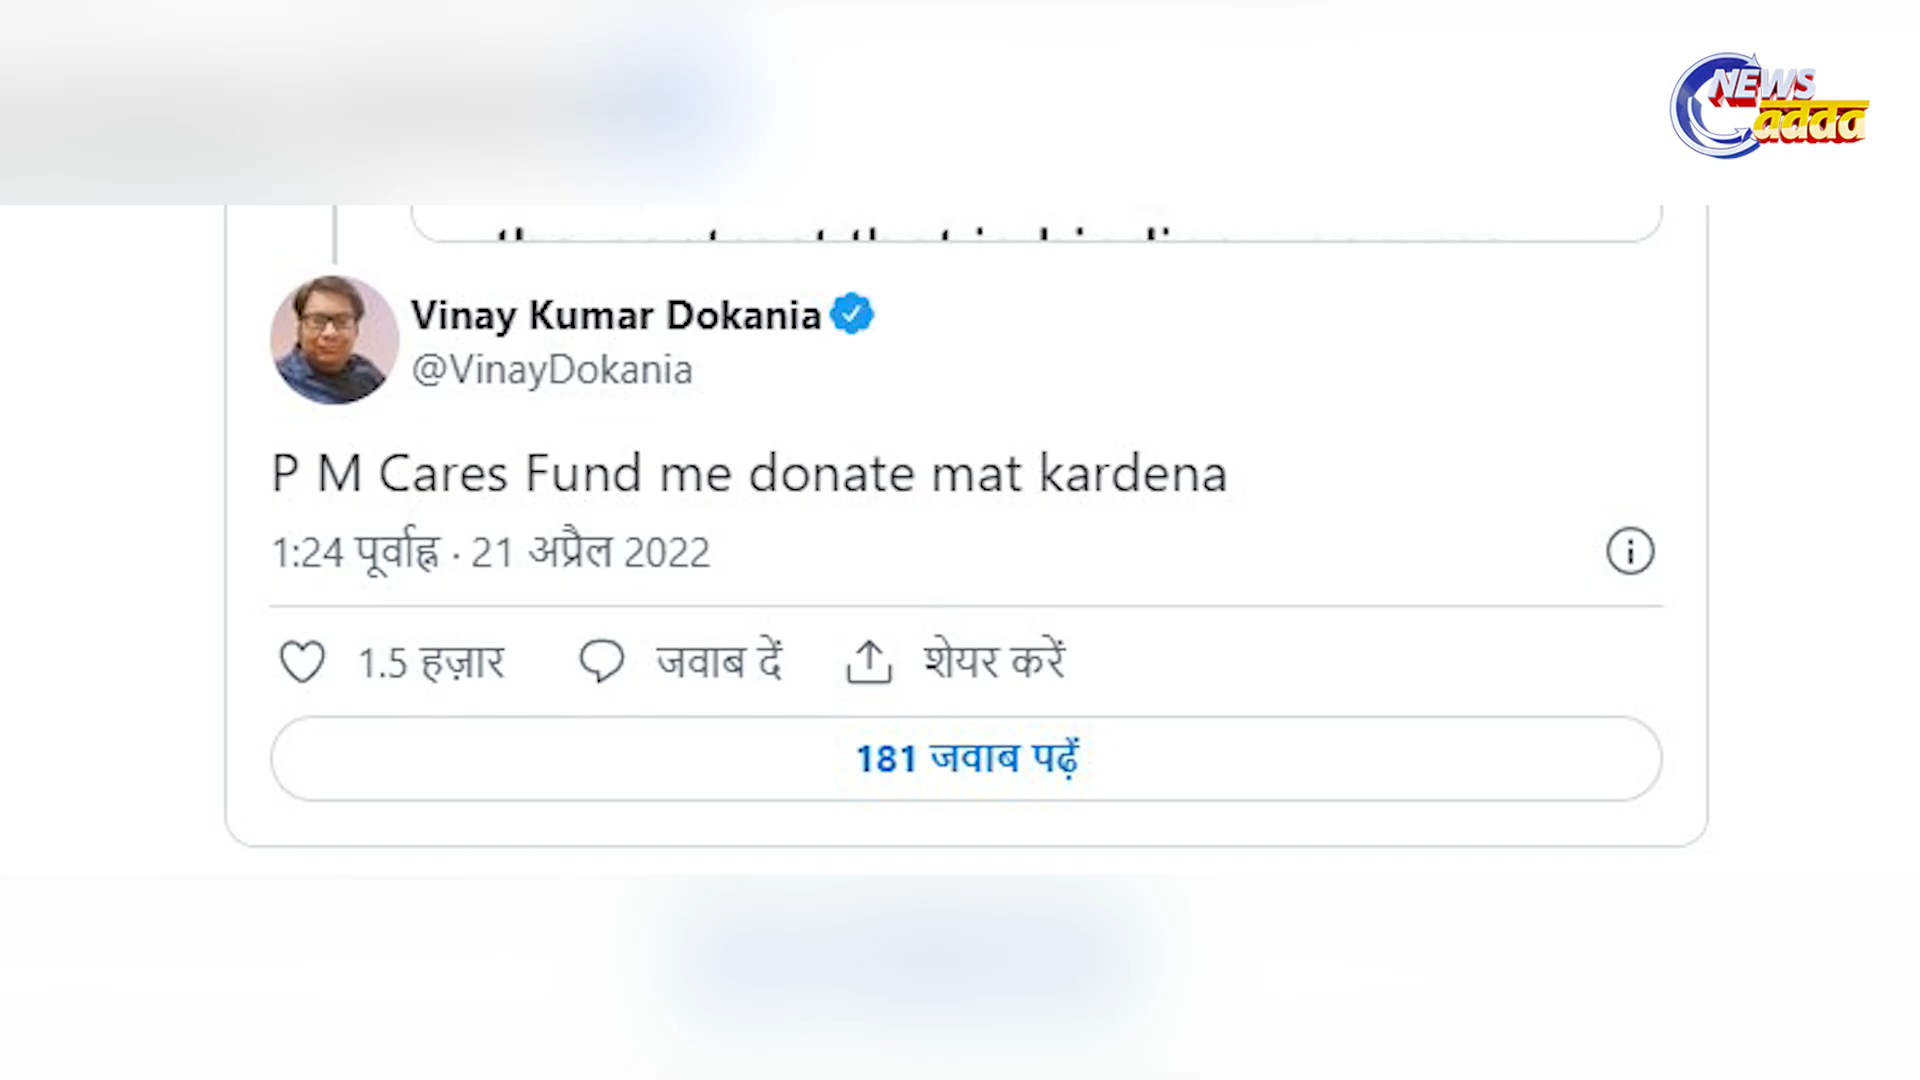 NEWS
adda
Vinay Kumar Dokania
@VinayDokania
P M Cares Fund me donate mat kardena
1:24 पूर्वाह्न · 21 अप्रैल 2022
1.5 हज़ार जवाब दें शेयर करें
181 जवाब पढ़ें